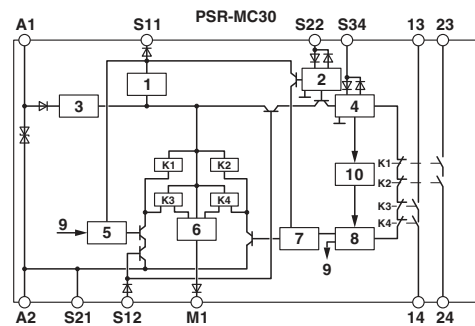 PSR-MC30
A1 S11 S22 S34 13 23
2
1
3
4
K1 K2
K1
10
K2
K3 K4
K3
9 5 6 7 8
K4
9
A2 S21 S12 M1 14 24